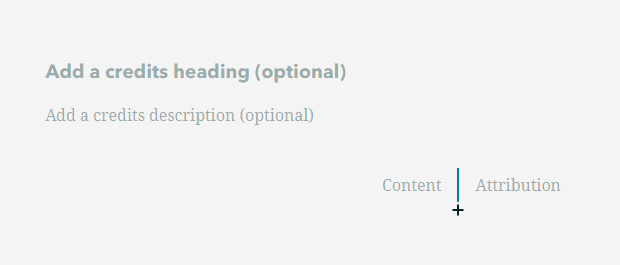 Add a credits heading (optional)
Add a credits description (optional)
Content Attribution